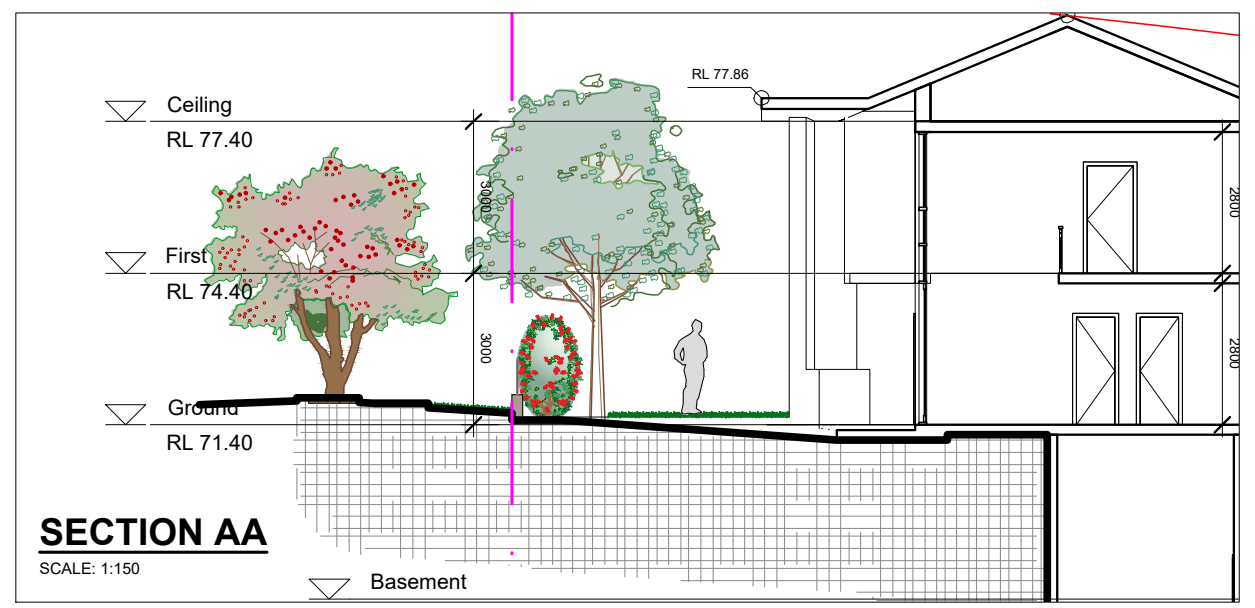 RL 77.86
Ceiling
RL 77.40
3000
2800
First
RL 74.40
3000
2800
Ground
RL 71.40
SECTION AA
SCALE: 1:150
Basement